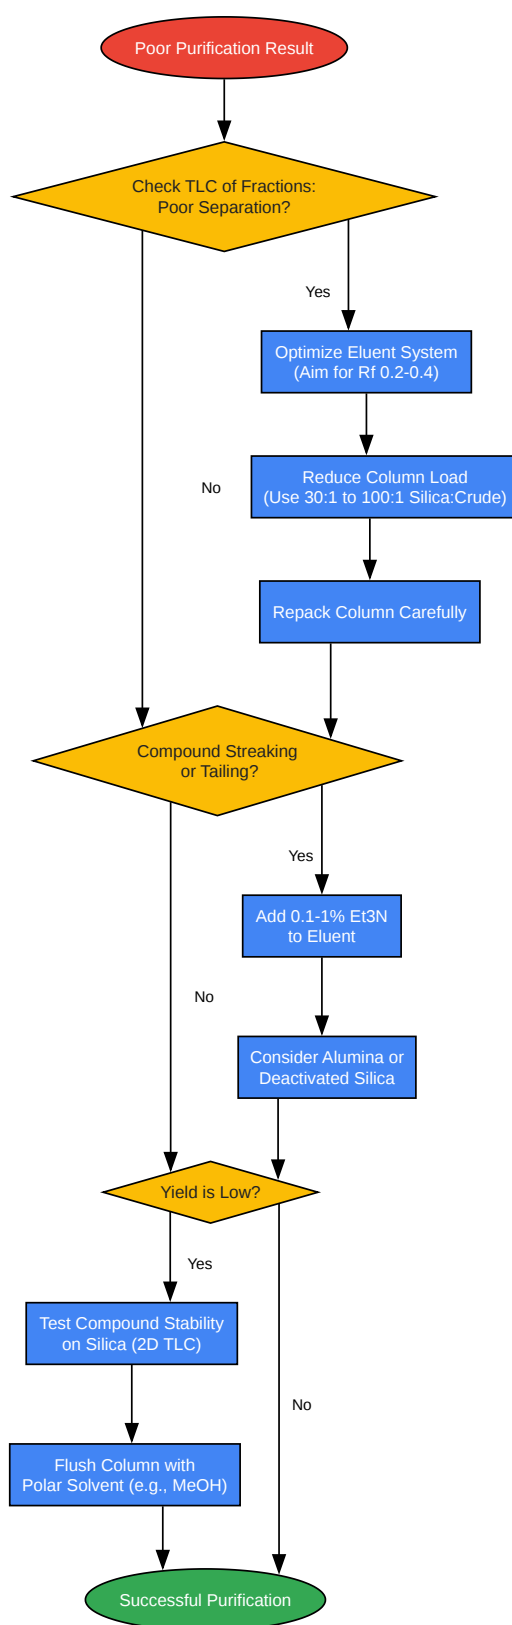 Poor Purification Result
Check TLC of Fractions:
Poor Separation?
Yes
Optimize Eluent System
(Aim for Rf 0.2-0.4)
Reduce Column Load
(Use 30:1 to 100:1 Silica:Crude)
No
Repack Column Carefully
Compound Streaking
or Tailing?
Yes
Add 0.1-1% Et3N
to Eluent
No
Consider Alumina or
Deactivated Silica
Yield is Low?
Yes
Test Compound Stability
on Silica (2D TLC)
No
Flush Column with
Polar Solvent (e.g., MeOH)
Successful Purification